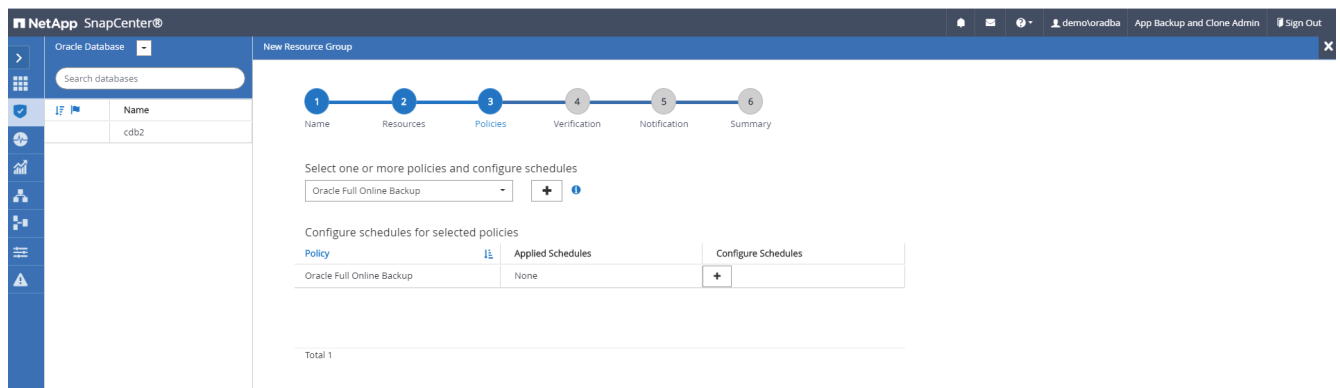 NetApp SnapCenter®
demo\oradba App Backup and Clone Admin Sign Out
Oracle Database
New Resource Group
Search databases
Name
cdb2
1 2 3 4 5 6
Name Resources Policies Verification Notification Summary
Select one or more policies and configure schedules
Oracle Full Online Backup
Configure schedules for selected policies
Policy Applied Schedules Configure Schedules
Oracle Full Online Backup None
Total 1